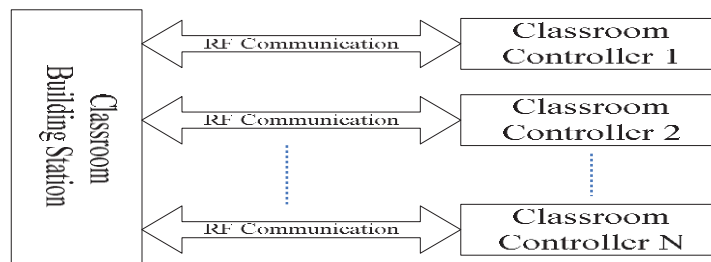 Classroom
Building Station
RF Communication
Classroom
Controller 1
RF Communication
Classroom
Controller 2
RF Communication
Classroom
Controller N